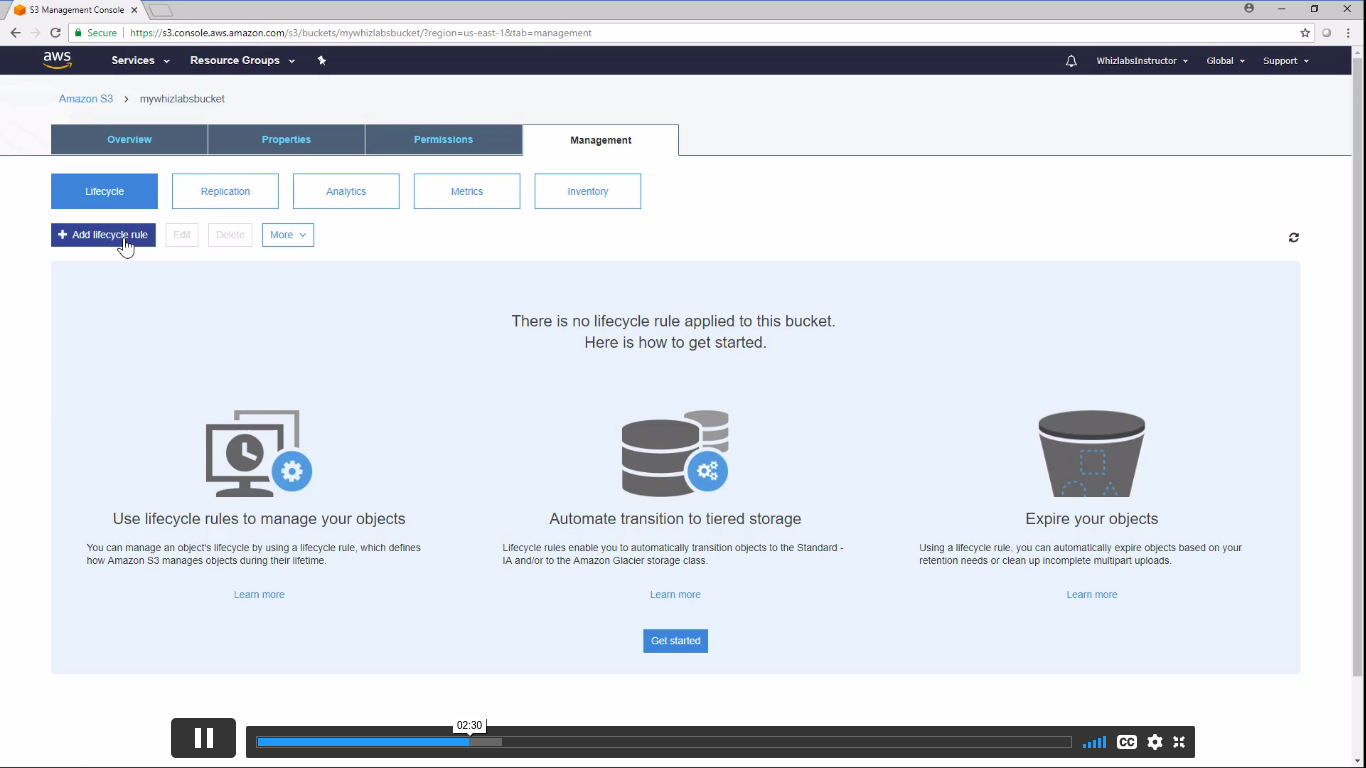 S3 Management Console
Secure
https://s3.console.aws.amazon.com/s3/buckets/mywhizlabsbucket/?region=us-east-1&tab=management
aws
Services
Resource Groups
WhizlabsInstructor
Global
Support
Amazon S3 > mywhizlabsbucket
Overview
Properties
Permissions
Management
Lifecycle
Replication
Analytics
Metrics
Inventory
+ Add lifecycle rule
Edit
Delete
More
There is no lifecycle rule applied to this bucket.
Here is how to get started.
Use lifecycle rules to manage your objects
You can manage an object's lifecycle by using a lifecycle rule, which defines
how Amazon S3 manages objects during their lifetime.
Learn more
Automate transition to tiered storage
Lifecycle rules enable you to automatically transition objects to the Standard -
IA and/or to the Amazon Glacier storage class.
Learn more
Expire your objects
Using a lifecycle rule, you can automatically expire objects based on your
retention needs or clean up incomplete multipart uploads.
Learn more
Get started
02:30
CC